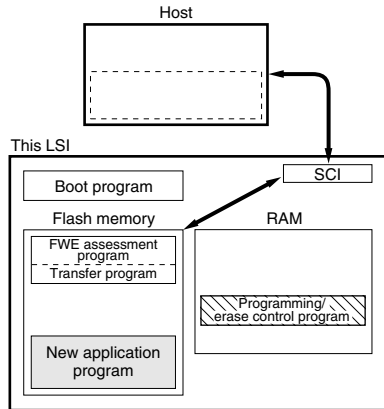 Host
This LSI
SCI
Boot program
Flash memory
RAM
FWE assessment
program
Transfer program
Programming/
erase control program
New application
program